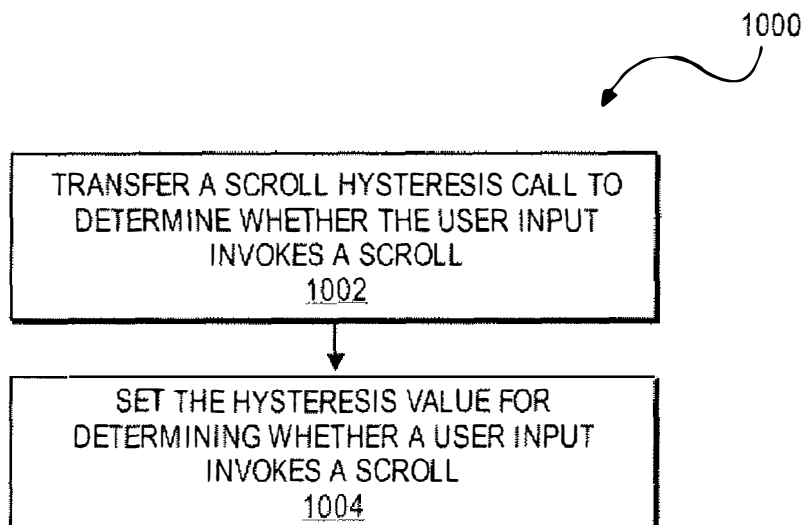 1000
TRANSFER A SCROLL HYSTERESIS CALL TO
DETERMINE WHETHER THE USER INPUT
INVOKES A SCROLL
1002
SET THE HYSTERESIS VALUE FOR
DETERMINING WHETHER A USER INPUT
INVOKES A SCROLL
1004